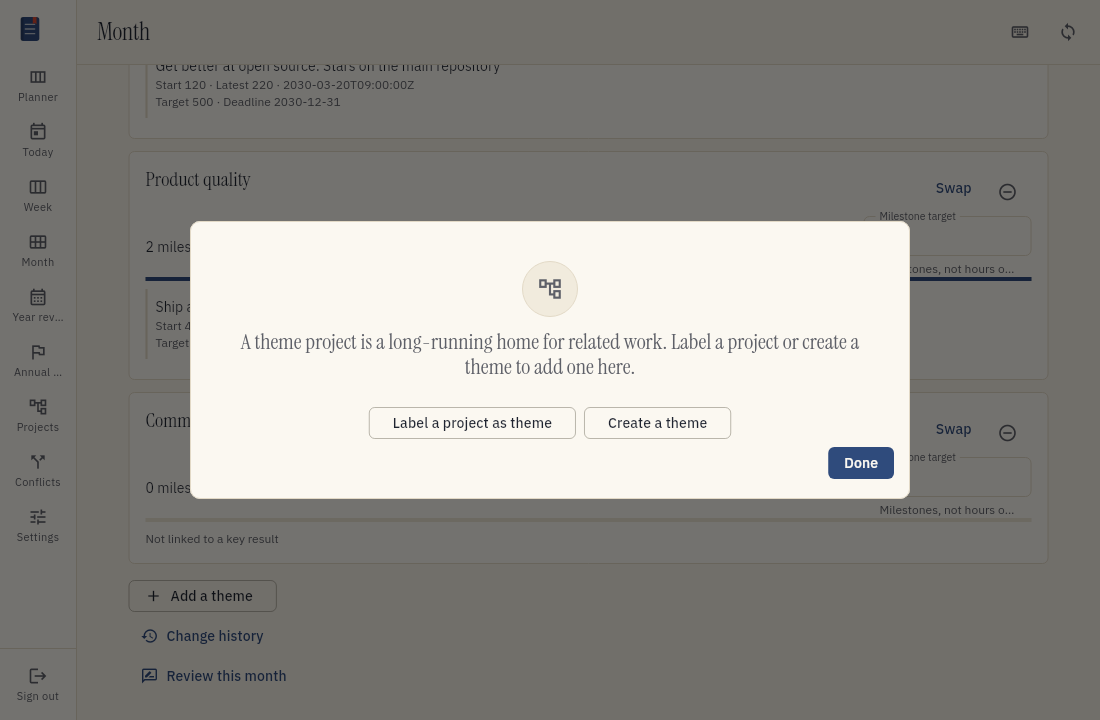 Month
Planner
Today
Week
Month
Year rev...
Annual ...
Projects
Conflicts
Settings
Sign out
Get better at open source: Stars on the main repository
Start 120 · Latest 220 · 2030-03-20T09:00:00Z
Target 500 · Deadline 2030-12-31
Product quality
Swap
Milestone target
2 miles
ones, not hours o...
Ship a
Start 4
Target
A theme project is a long-running home for related work. Label a project or create a
theme to add one here.
Label a project as theme
Create a theme
Done
Comm
Swap
one target
0 miles
Milestones, not hours o...
Not linked to a key result
Add a theme
Change history
Review this month